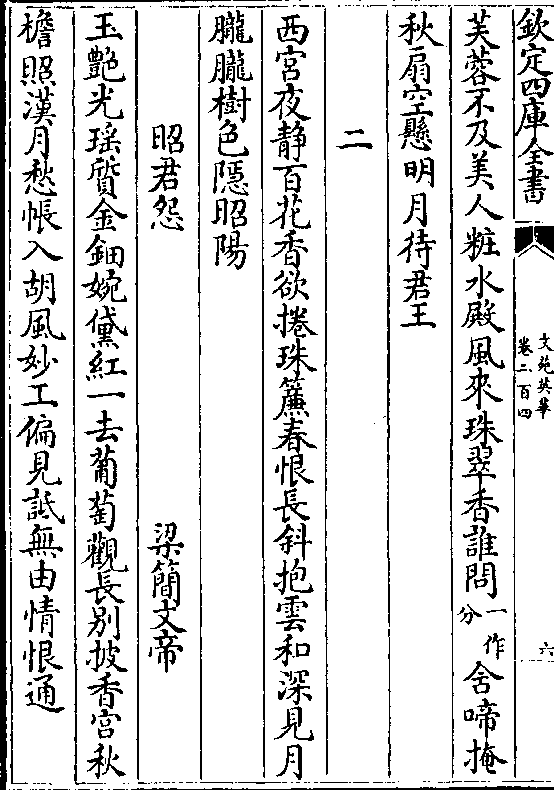 欽定四庫全書
文苑英華
卷二百四
六
芙蓉不及美人粧水殿風來珠翠香誰問一作分含啼掩
秋扇空懸明月待君王
二
西宮夜静百花香欲捲珠簾春恨長斜抱雲和深見月
朧朧樹色隠昭陽
昭君怨 梁簡文帝
玉艶光瑶質金鈿婉黛紅一去葡萄觀長别披香宮秋
檐照漢月愁帳入胡風妙工偏見詆無由情恨通